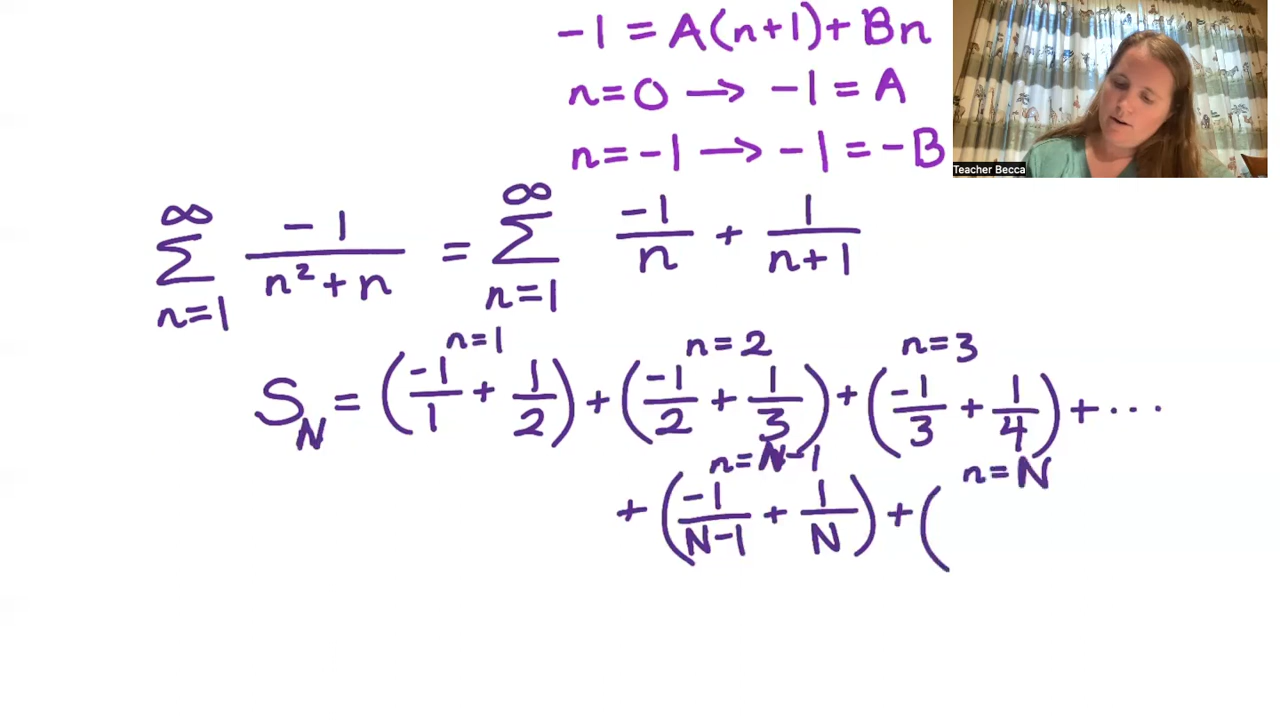 -1 = A(n+1) + Bn
n=0 → -1 = A
n=-1 → -1 = -B
Teacher Becca
∞ ∑ n=1 -1/(n²+n) = ∞ ∑ n=1 -1/n + 1/(n+1)
n=1 n=2 n=3
S_N = (-1/1 + 1/2) + (-1/2 + 1/3) + (-1/3 + 1/4) + ...
n=N-1 n=N
+ (-1/(N-1) + 1/N) + (